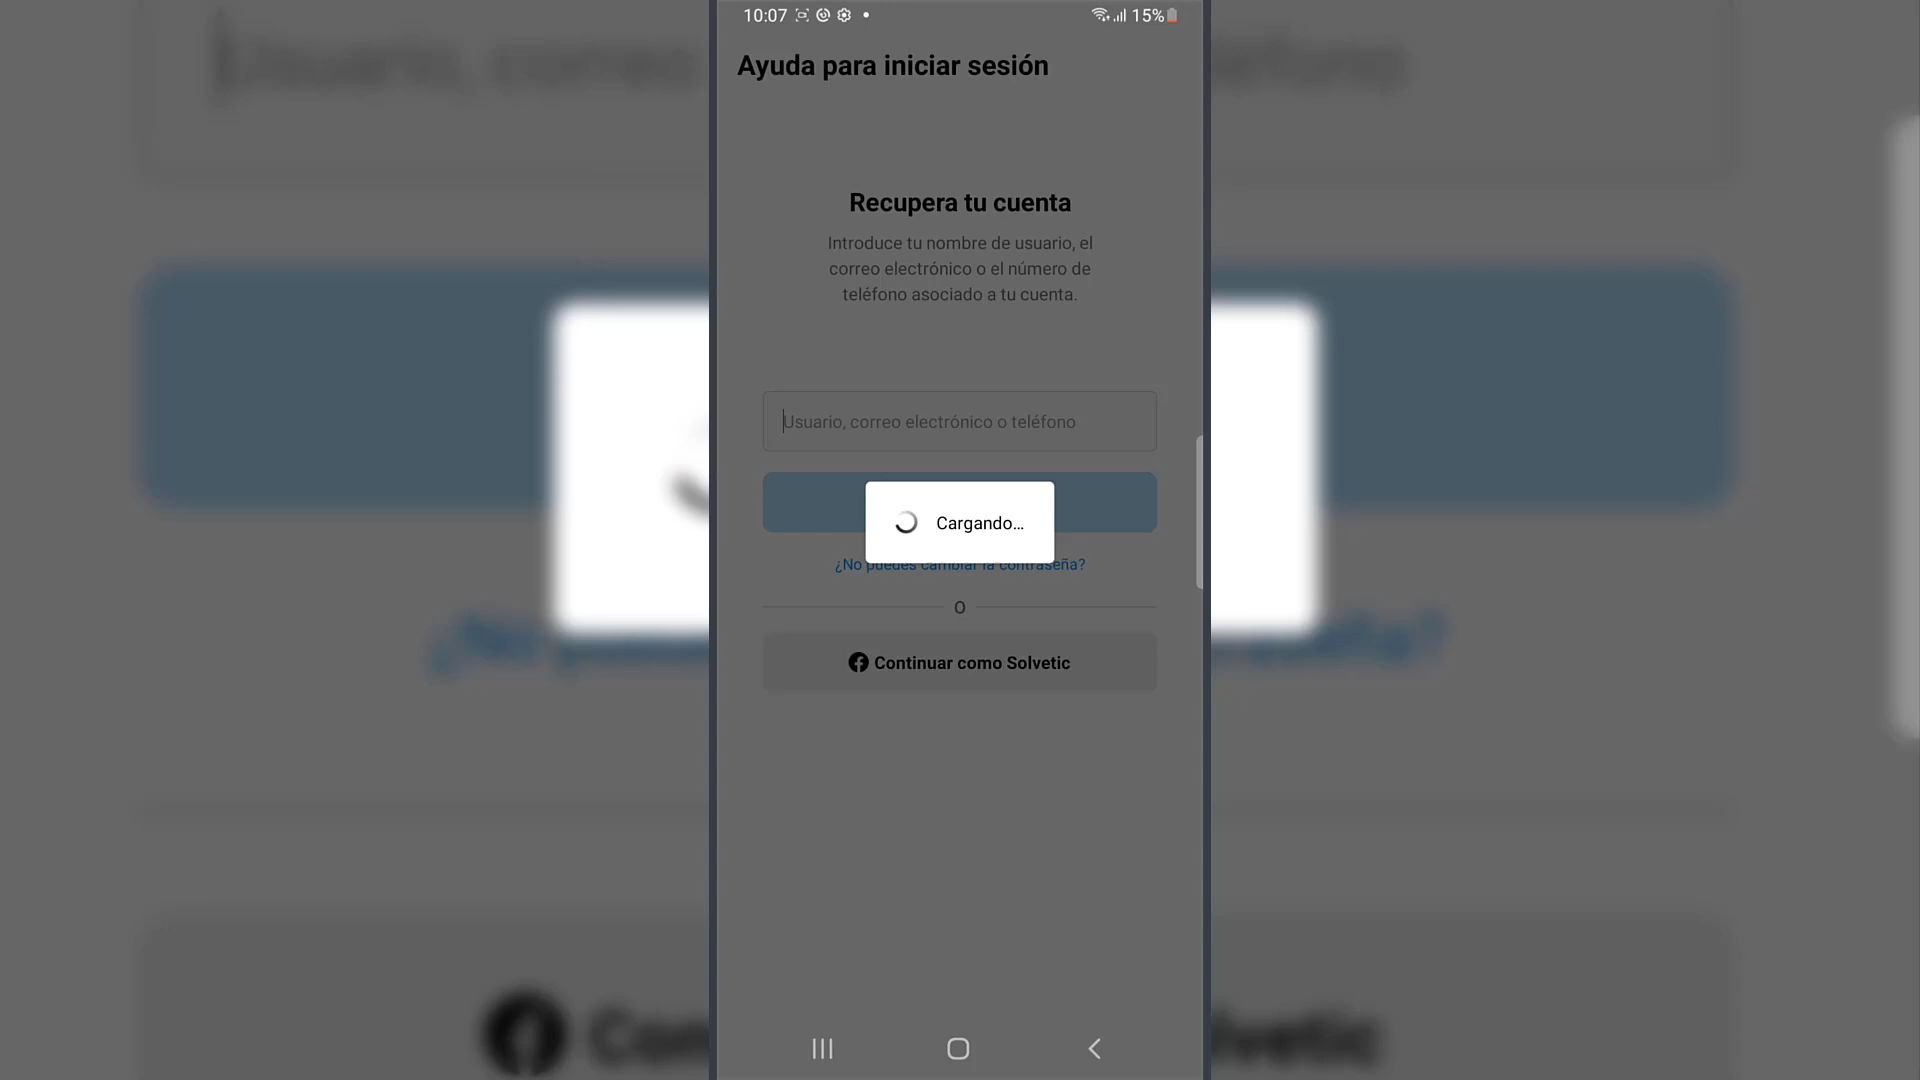 10:07
15%
Ayuda para iniciar sesión
Recupera tu cuenta
Introduce tu nombre de usuario, el
correo electrónico o el número de
teléfono asociado a tu cuenta.
Usuario, correo electrónico o teléfono
Cargando...
¿No puedes cambiar la contraseña?
O
Continuar como Solvetic